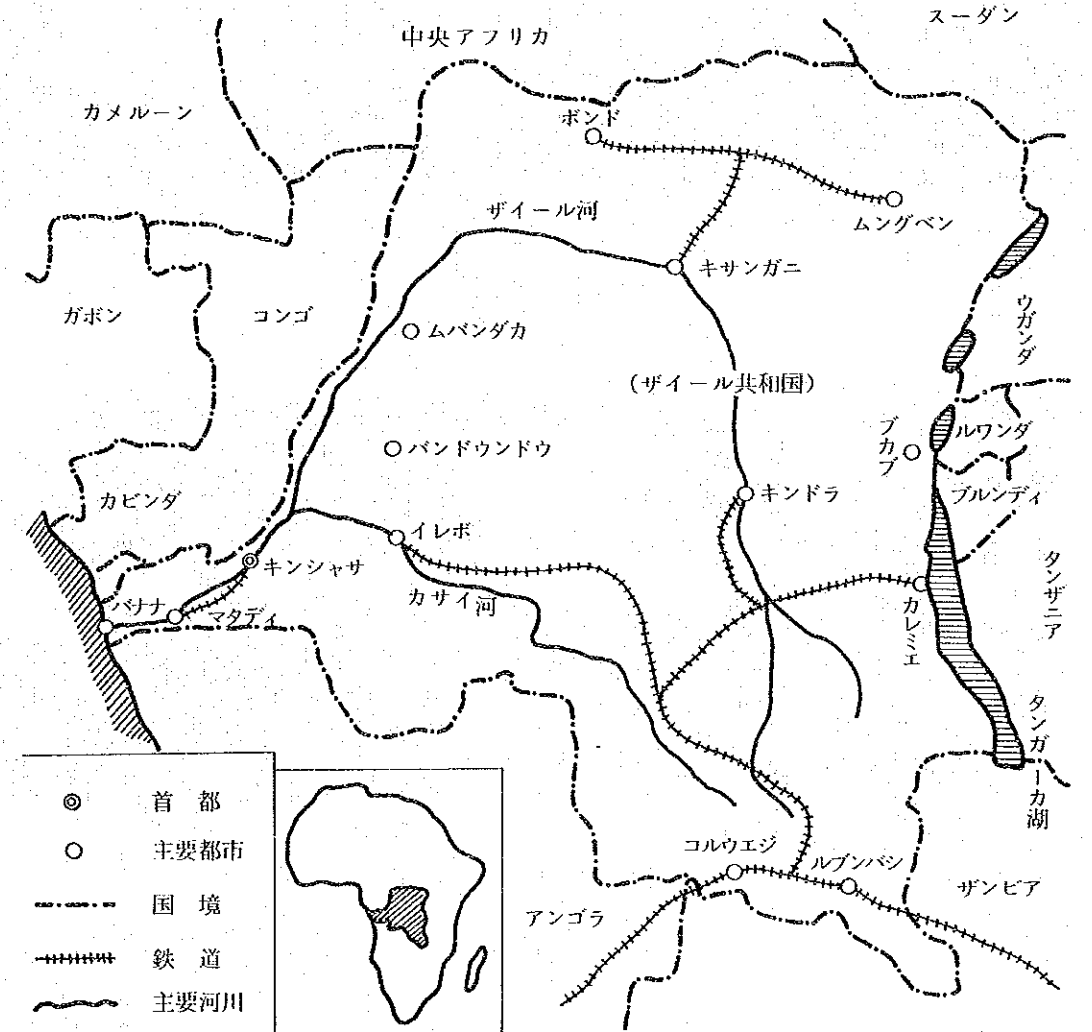 スーダン
中央アフリカ
カメルーン
ボンド
ムングベン
ザイール河
キサンガニ
ガボン
コンゴ
ウガンダ
ムバンダカ
(ザイール共和国)
ブカブ
ルワンダ
バンドウンドウ
カビンダ
キンドラ
ブルンディ
イレボ
キンシャサ
カサイ河
タンザニア
バナナ
マタディ
カレミエ
タンガーカ湖
首都
主要都市
国境
鉄道
主要河川
コルウエジ
ルブンバシ
アンゴラ
ザンビア